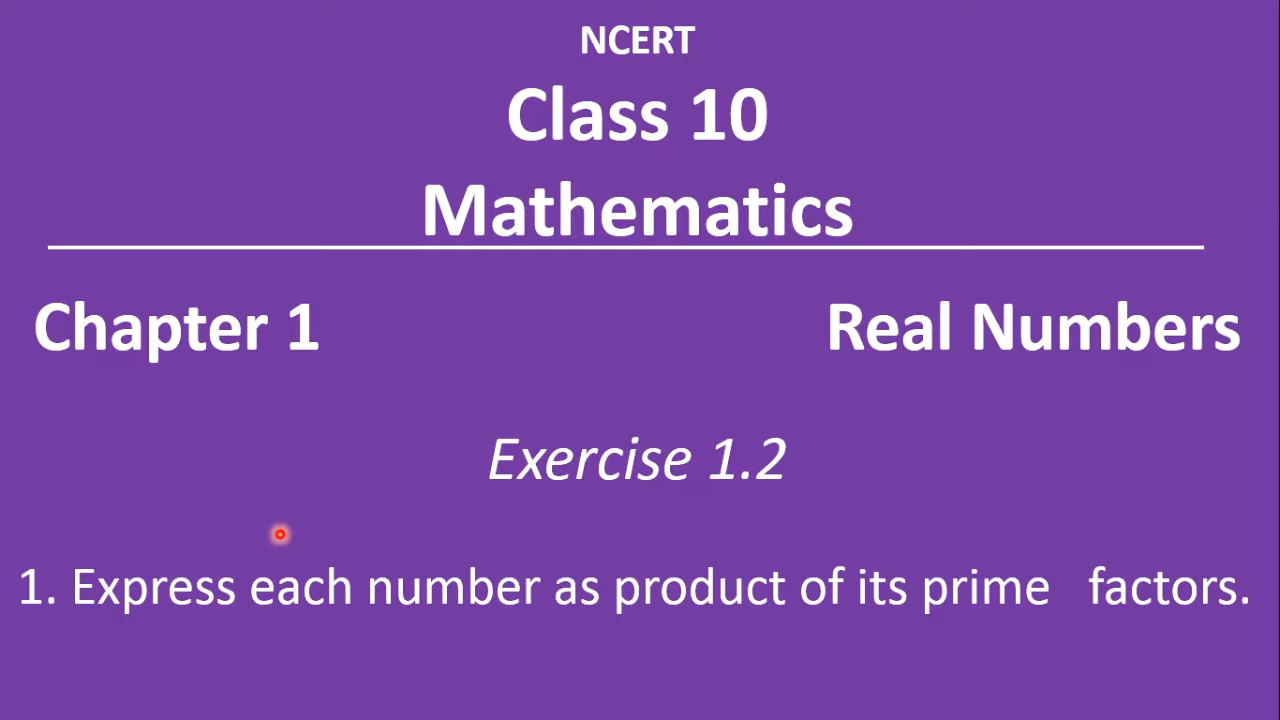 NCERT
Class 10
Mathematics
Chapter 1 Real Numbers
Exercise 1.2
1. Express each number as product of its prime factors.